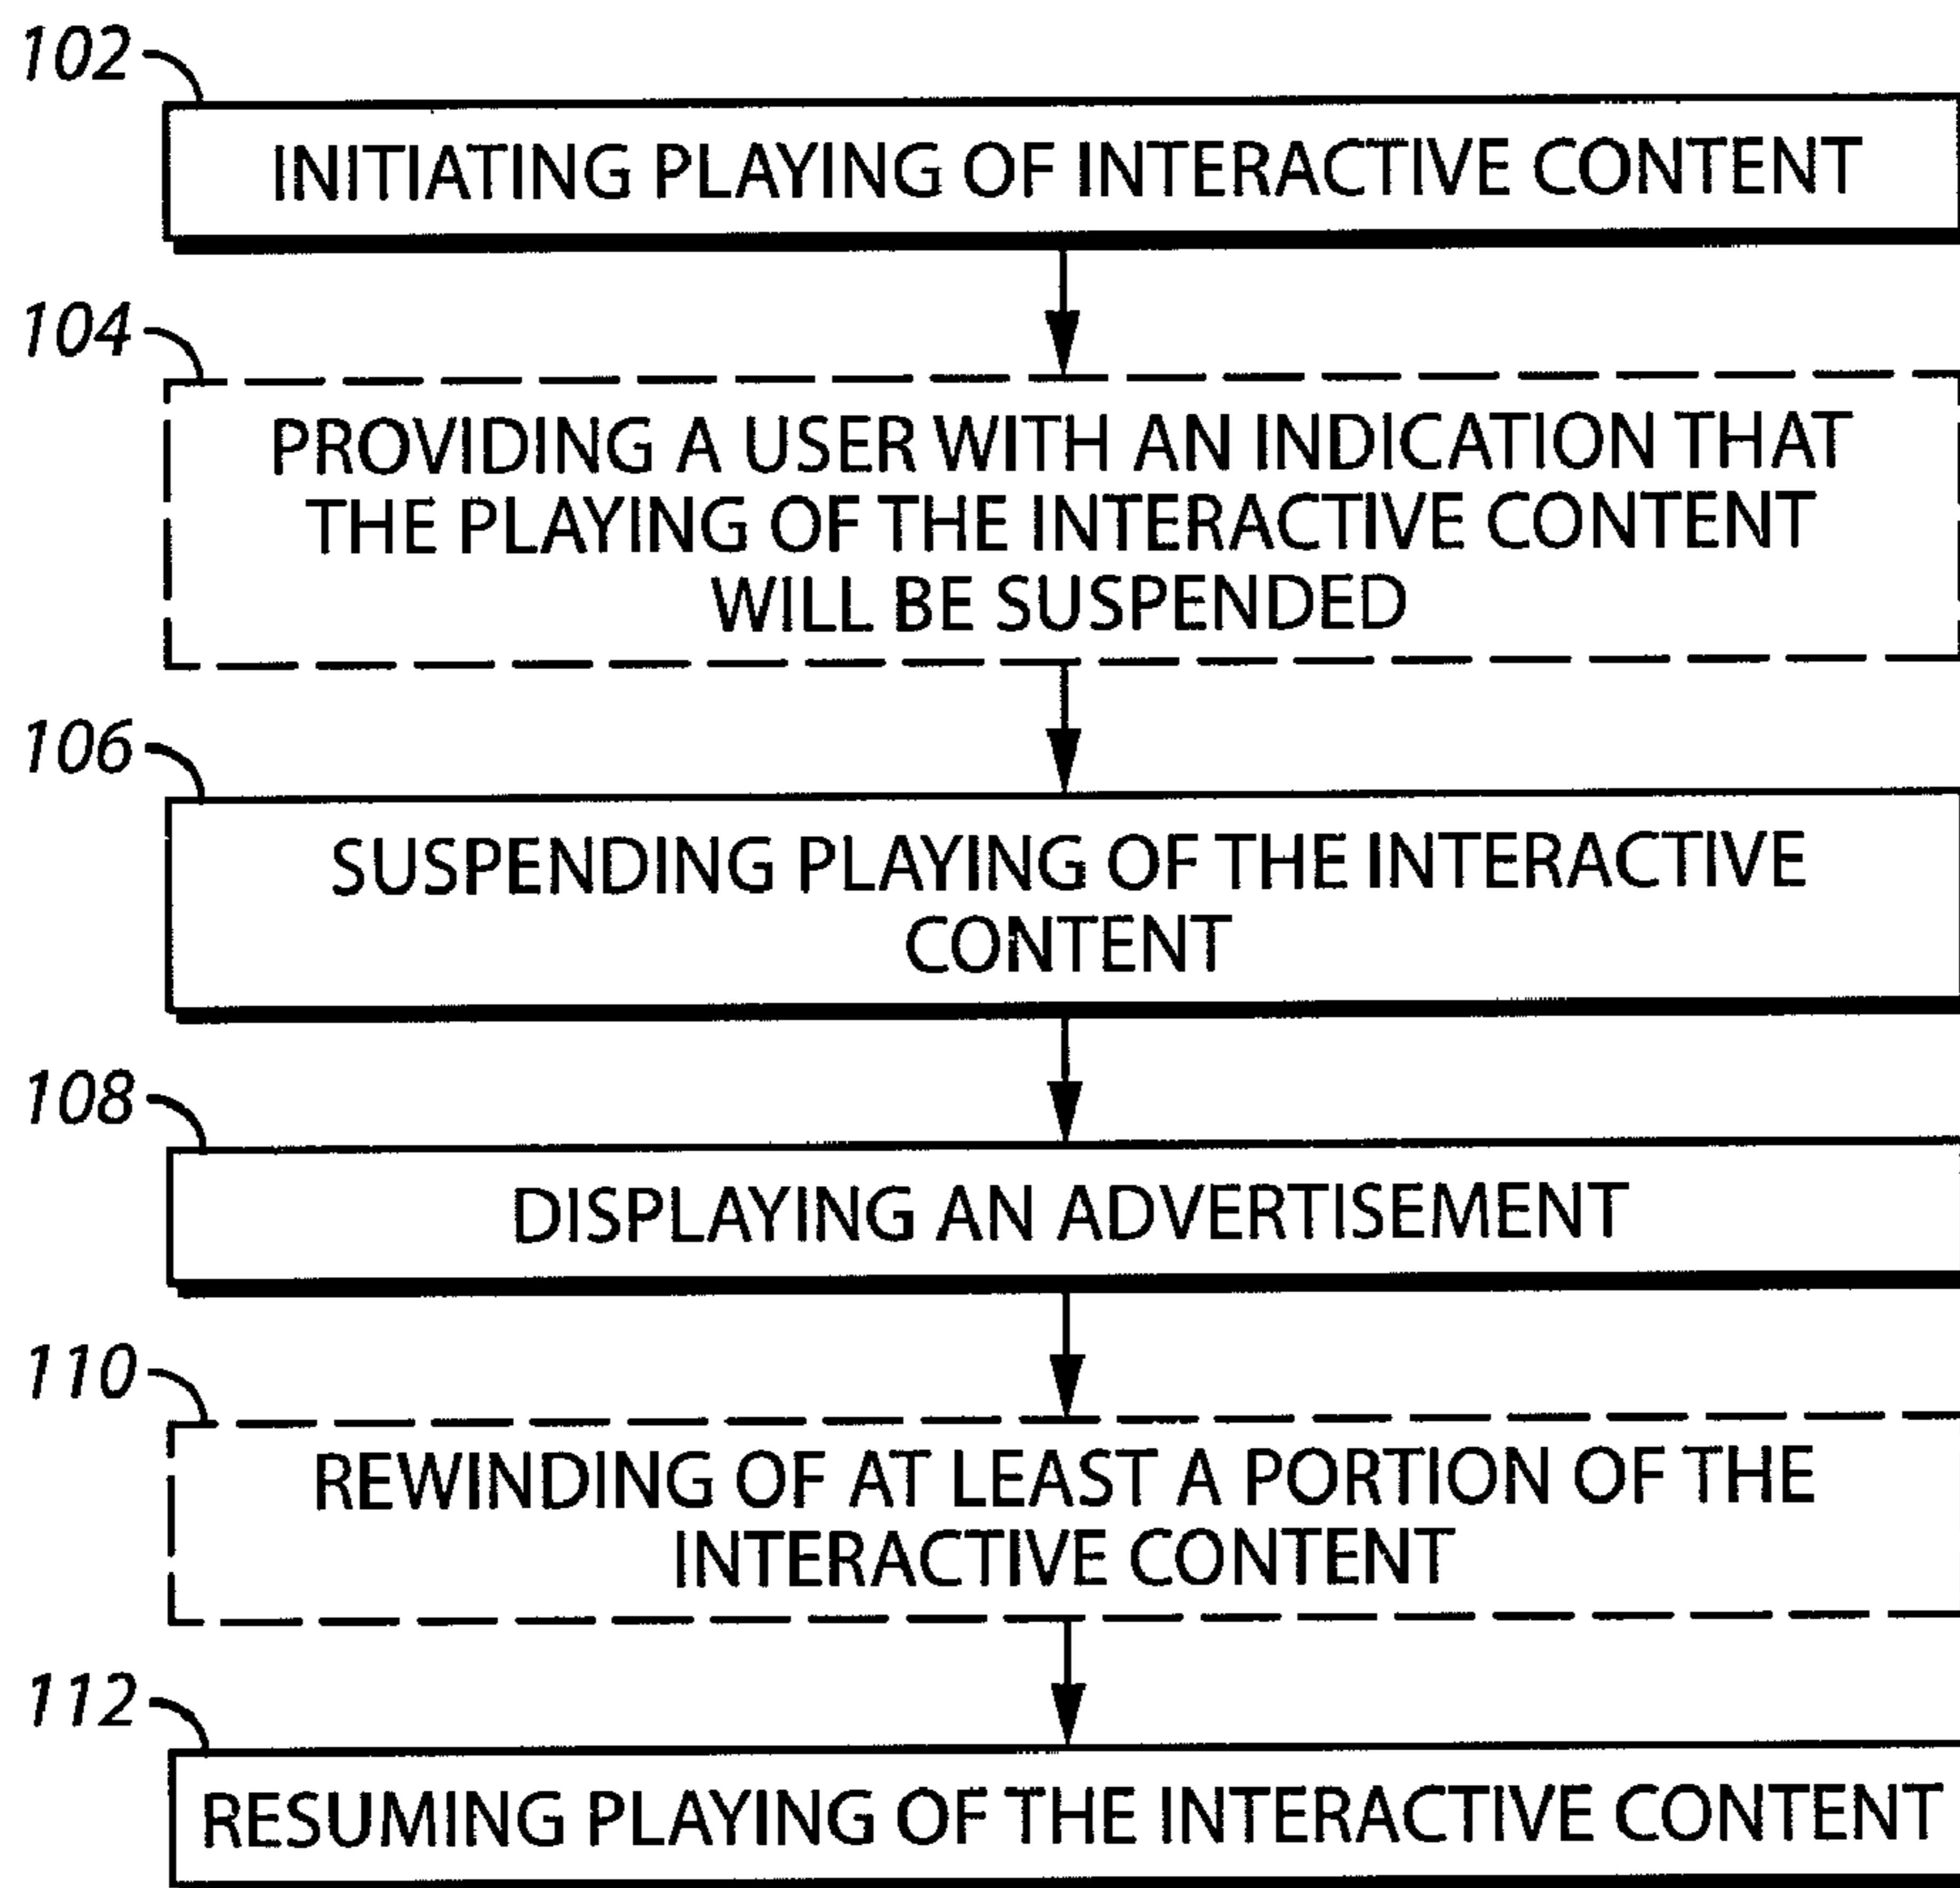 102
INITIATING PLAYING OF INTERACTIVE CONTENT
104
PROVIDING A USER WITH AN INDICATION THAT
THE PLAYING OF THE INTERACTIVE CONTENT
WILL BE SUSPENDED
106
SUSPENDING PLAYING OF THE INTERACTIVE
CONTENT
108
DISPLAYING AN ADVERTISEMENT
110
REWINDING OF AT LEAST A PORTION OF THE
INTERACTIVE CONTENT
112
RESUMING PLAYING OF THE INTERACTIVE CONTENT